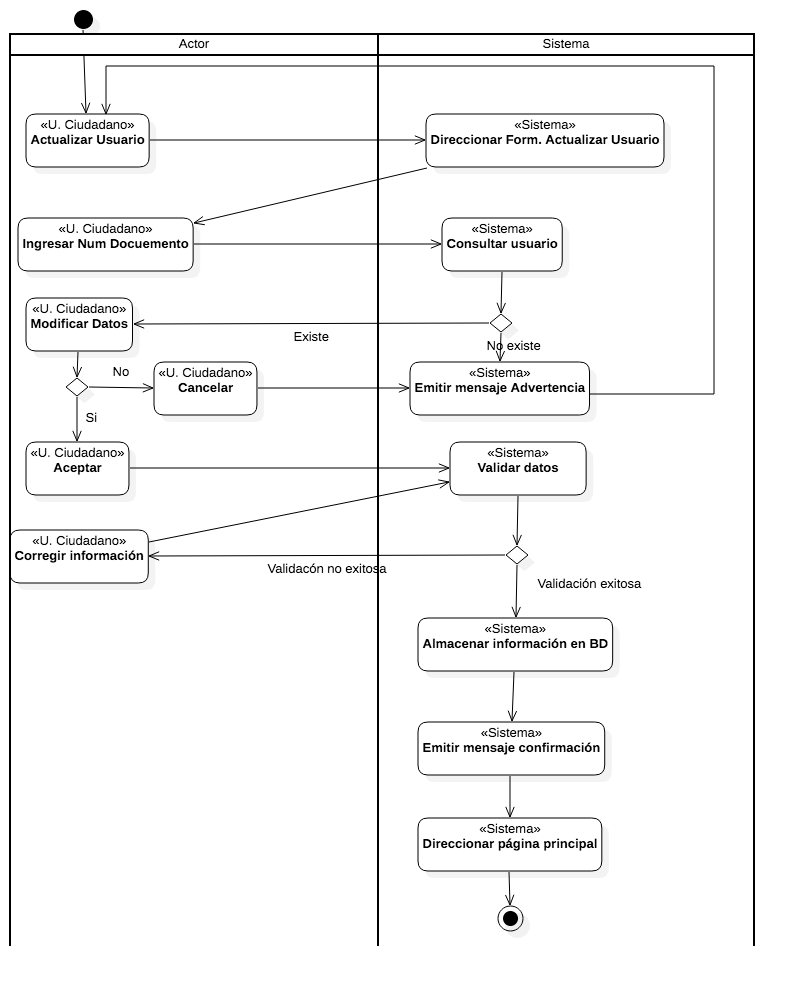 Actor
Sistema
«U. Ciudadano»
Actualizar Usuario
«Sistema»
Direccionar Form. Actualizar Usuario
«U. Ciudadano»
Ingresar Num Docuemento
«Sistema»
Consultar usuario
«U. Ciudadano»
Modificar Datos
Existe
No existe
No
«U. Ciudadano»
Cancelar
«Sistema»
Emitir mensaje Advertencia
Si
«U. Ciudadano»
Aceptar
«Sistema»
Validar datos
«U. Ciudadano»
Corregir información
Validacón no exitosa
Validación exitosa
«Sistema»
Almacenar información en BD
«Sistema»
Emitir mensaje confirmación
«Sistema»
Direccionar página principal